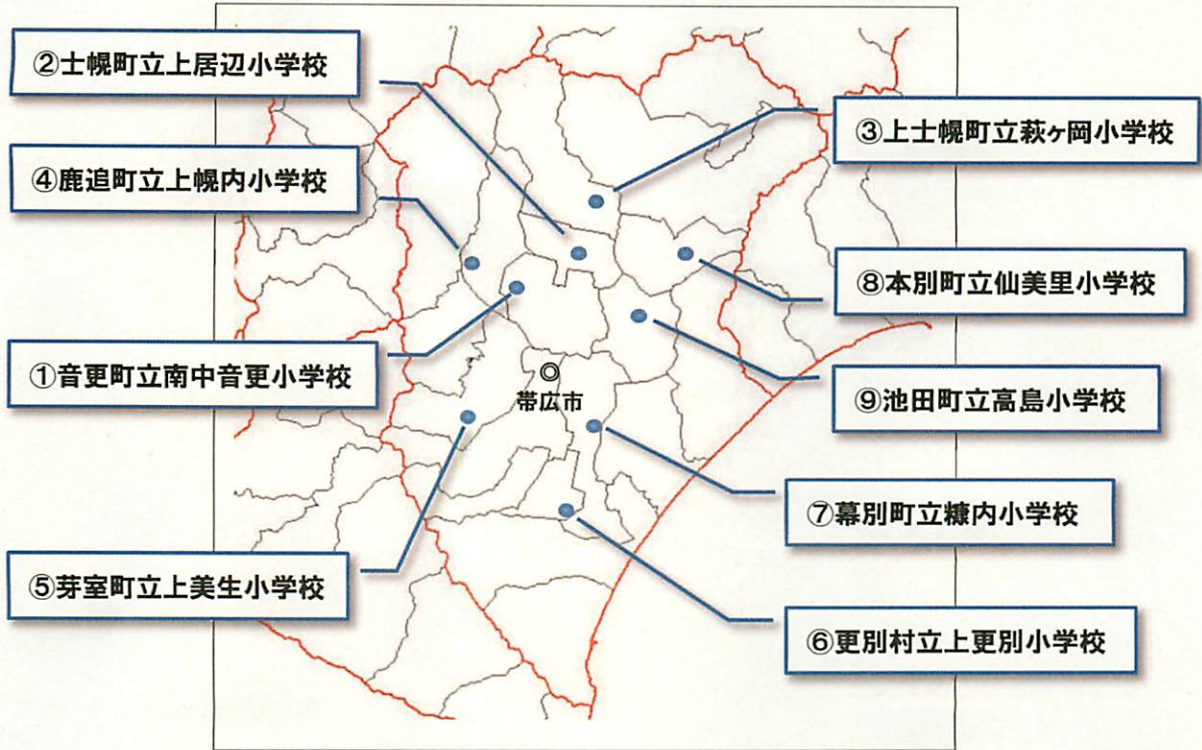 ②士幌町立上居辺小学校
③上士幌町立萩ヶ岡小学校
④鹿追町立上幌内小学校
⑧本別町立仙美里小学校
①音更町立南中音更小学校
帯広市
⑨池田町立高島小学校
⑦幕別町立糠内小学校
⑤芽室町立上美生小学校
⑥更別村立上更別小学校